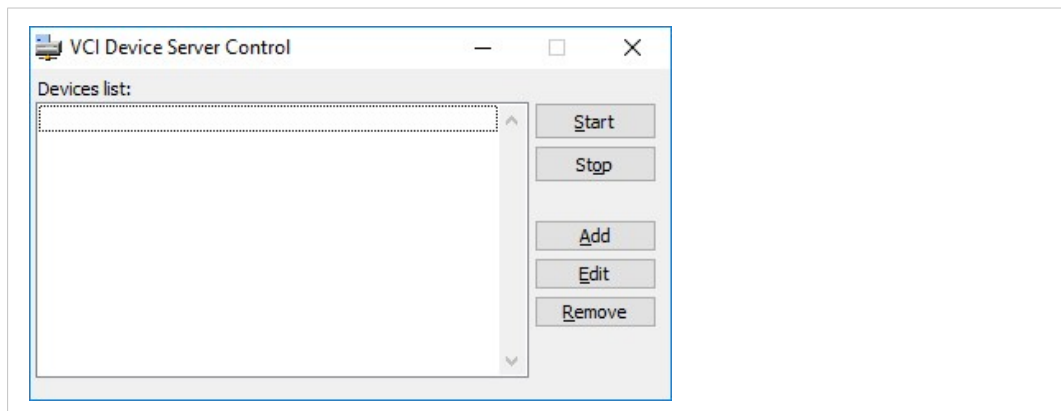 VCI Device Server Control
Devices list:
Start
Stop
Add
Edit
Remove